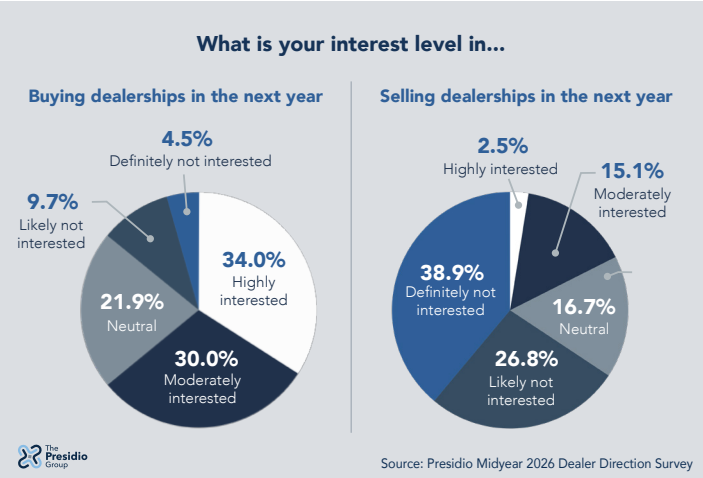 What is your interest level in...
Buying dealerships in the next year
4.5%
Definitely not interested
9.7%
Likely not
interested
34.0%
Highly
interested
21.9%
Neutral
30.0%
Moderately
interested
Selling dealerships in the next year
2.5%
Highly interested
15.1%
Moderately
interested
38.9%
Definitely not
interested
16.7%
Neutral
26.8%
Likely not
interested
The
Presidio
Group
Source: Presidio Midyear 2026 Dealer Direction Survey